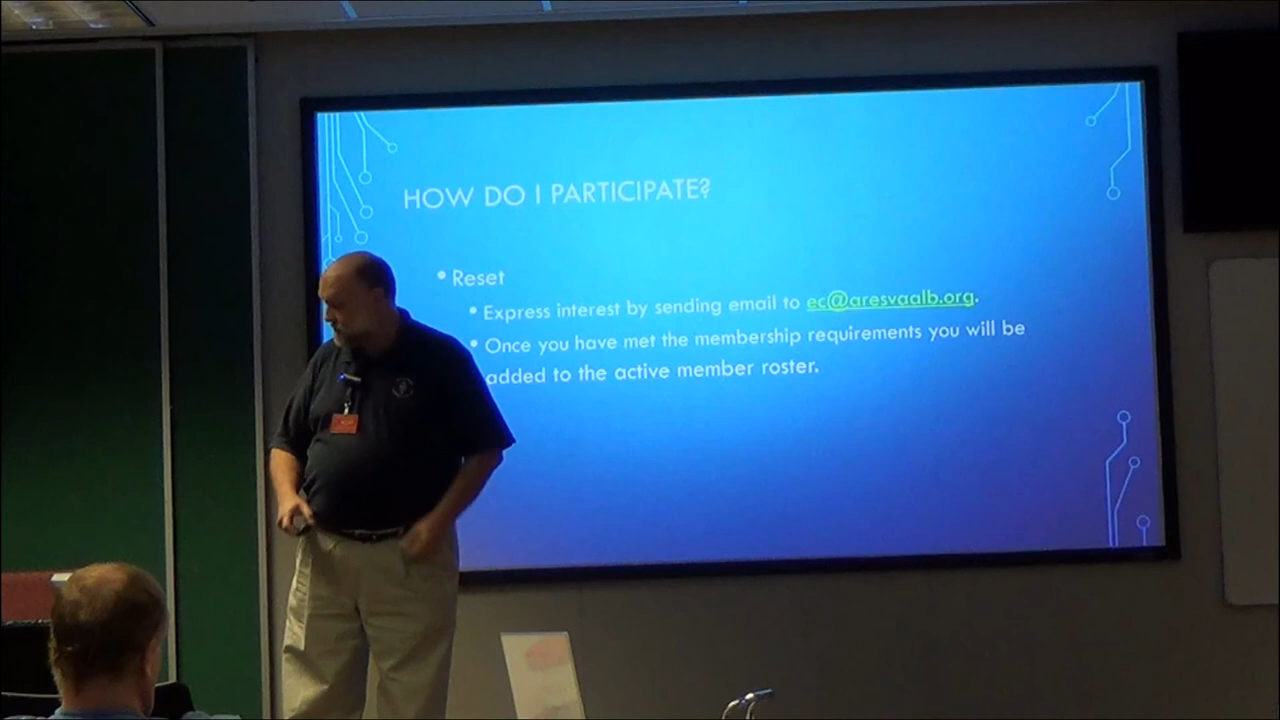 HOW DO I PARTICIPATE?
• Reset
• Express interest by sending email to ec@aresvaalb.org.
• Once you have met the membership requirements you will be
added to the active member roster.